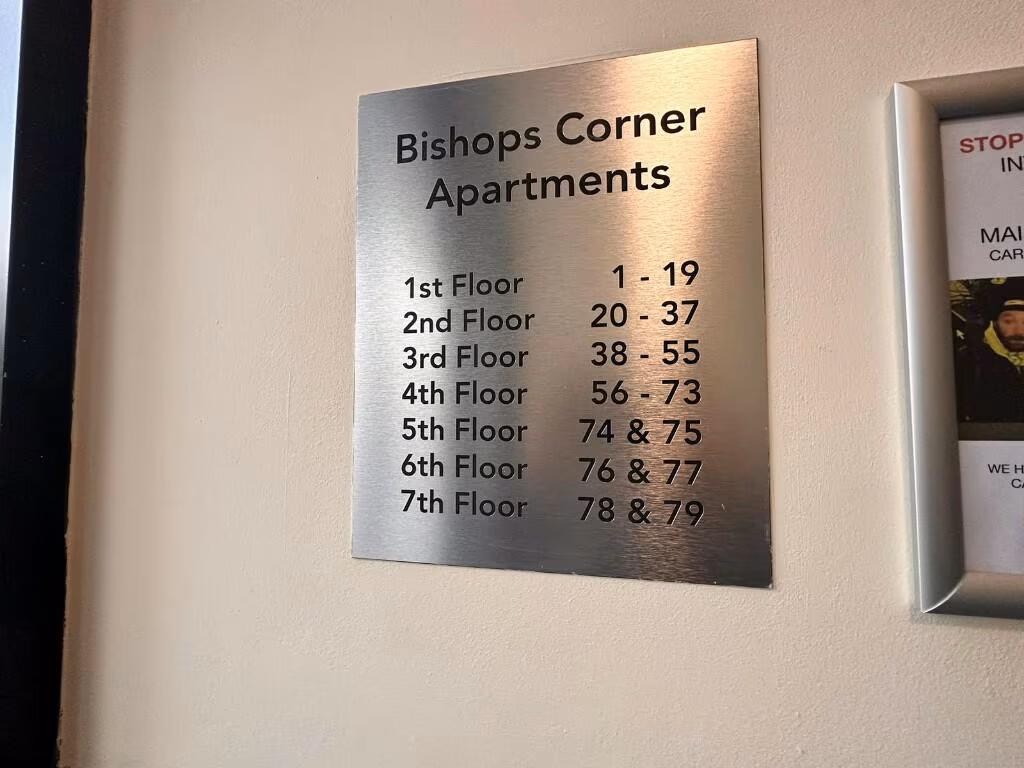 Bishops Corner
Apartments
1st Floor 1 - 19
2nd Floor 20 - 37
3rd Floor 38 - 55
4th Floor 56 - 73
5th Floor 74 & 75
6th Floor 76 & 77
7th Floor 78 & 79
STOP